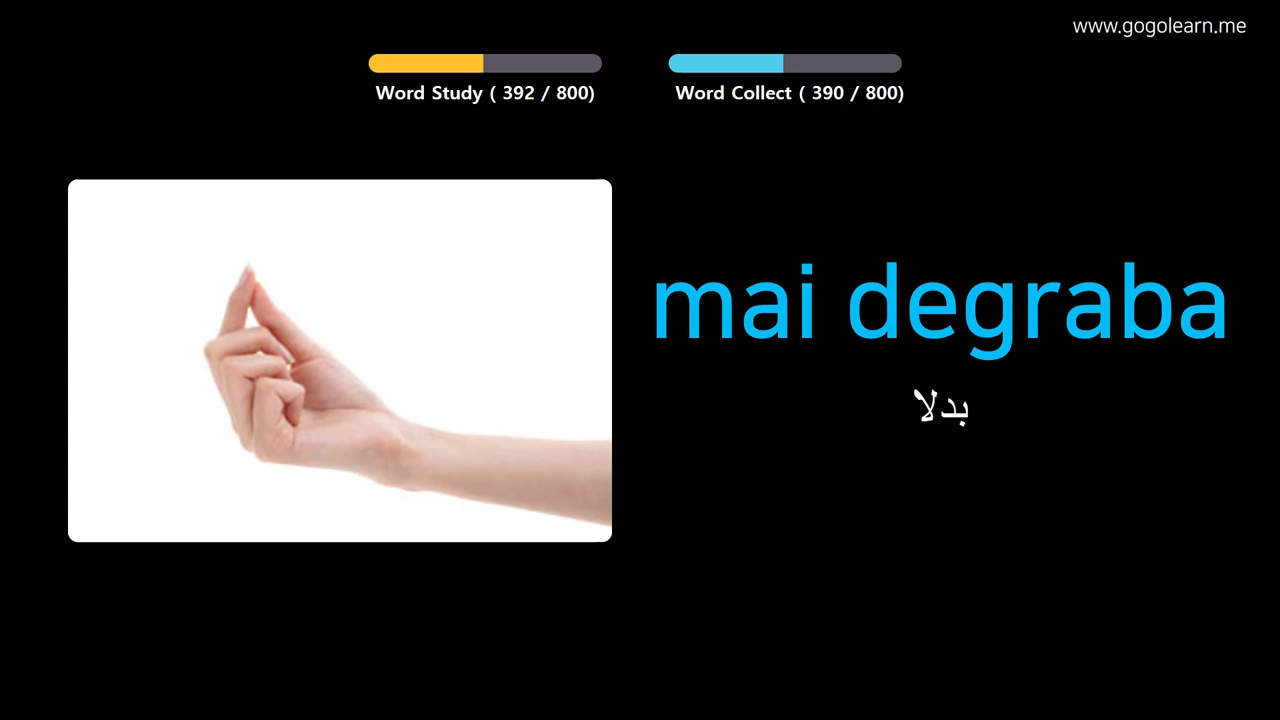 www.gogolearn.me
Word Study ( 392 / 800)
Word Collect ( 390 / 800)
mai degraba
بدلا